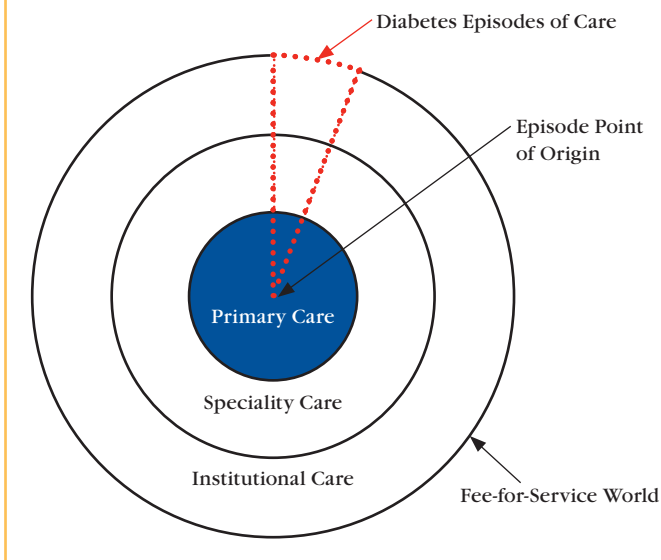 Diabetes Episodes of Care
Episode Point
of Origin
Primary Care
Speciality Care
Institutional Care
Fee-for-Service World